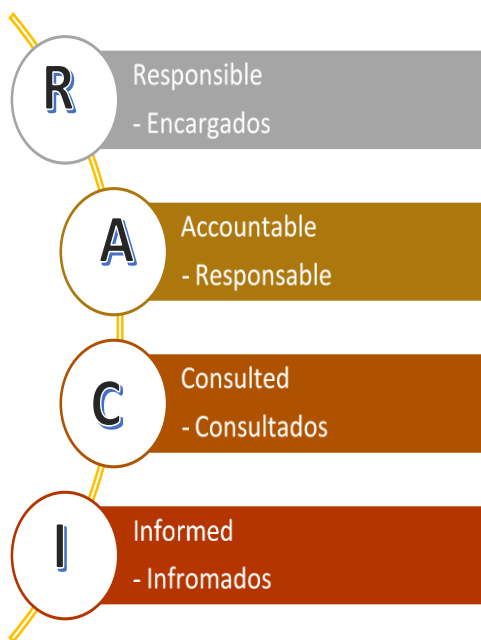 R
Responsible
- Encargados
A
Accountable
- Responsable
C
Consulted
- Consultados
I
Informed
- Infromados